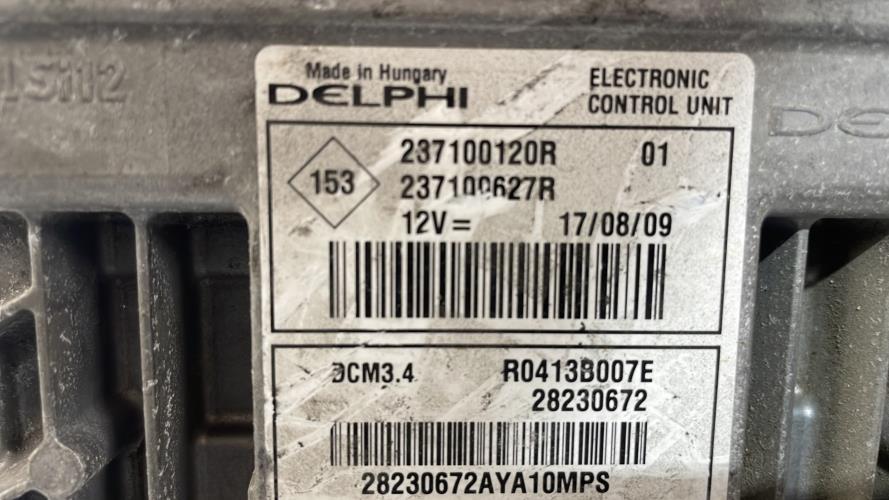 Made in Hungary
DELPHI
ELECTRONIC
CONTROL UNIT
237100120R 01
153
237100627R
12V= 17/08/09
DCM3.4 R0413B007E
28230672
28230672AYA10MPS
DE